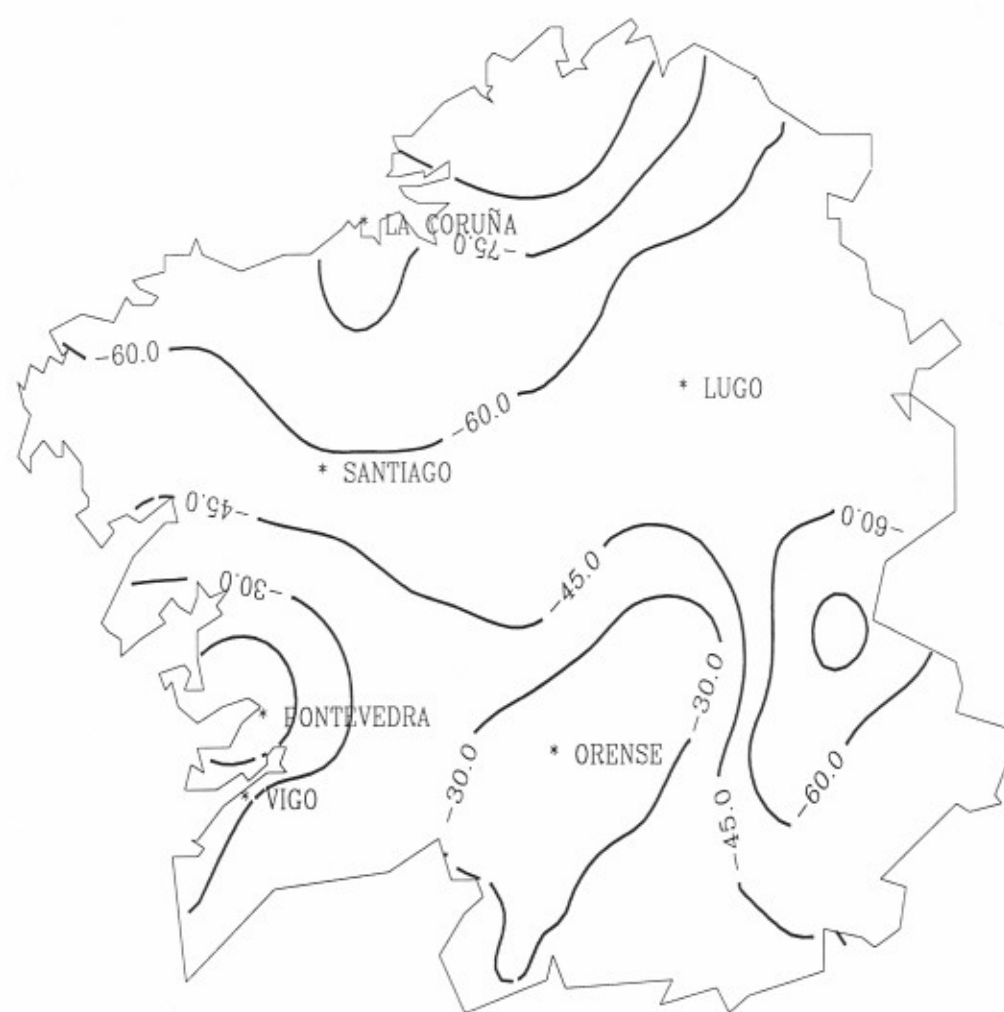 * LA CORUÑA
-75.0
-60.0
-60.0
* LUGO
* SANTIAGO
-45.0
-60.0
-45.0
-30.0
-30.0
* PONTEVEDRA
* ORENSE
-30.0
-60.0
* VIGO
-45.0